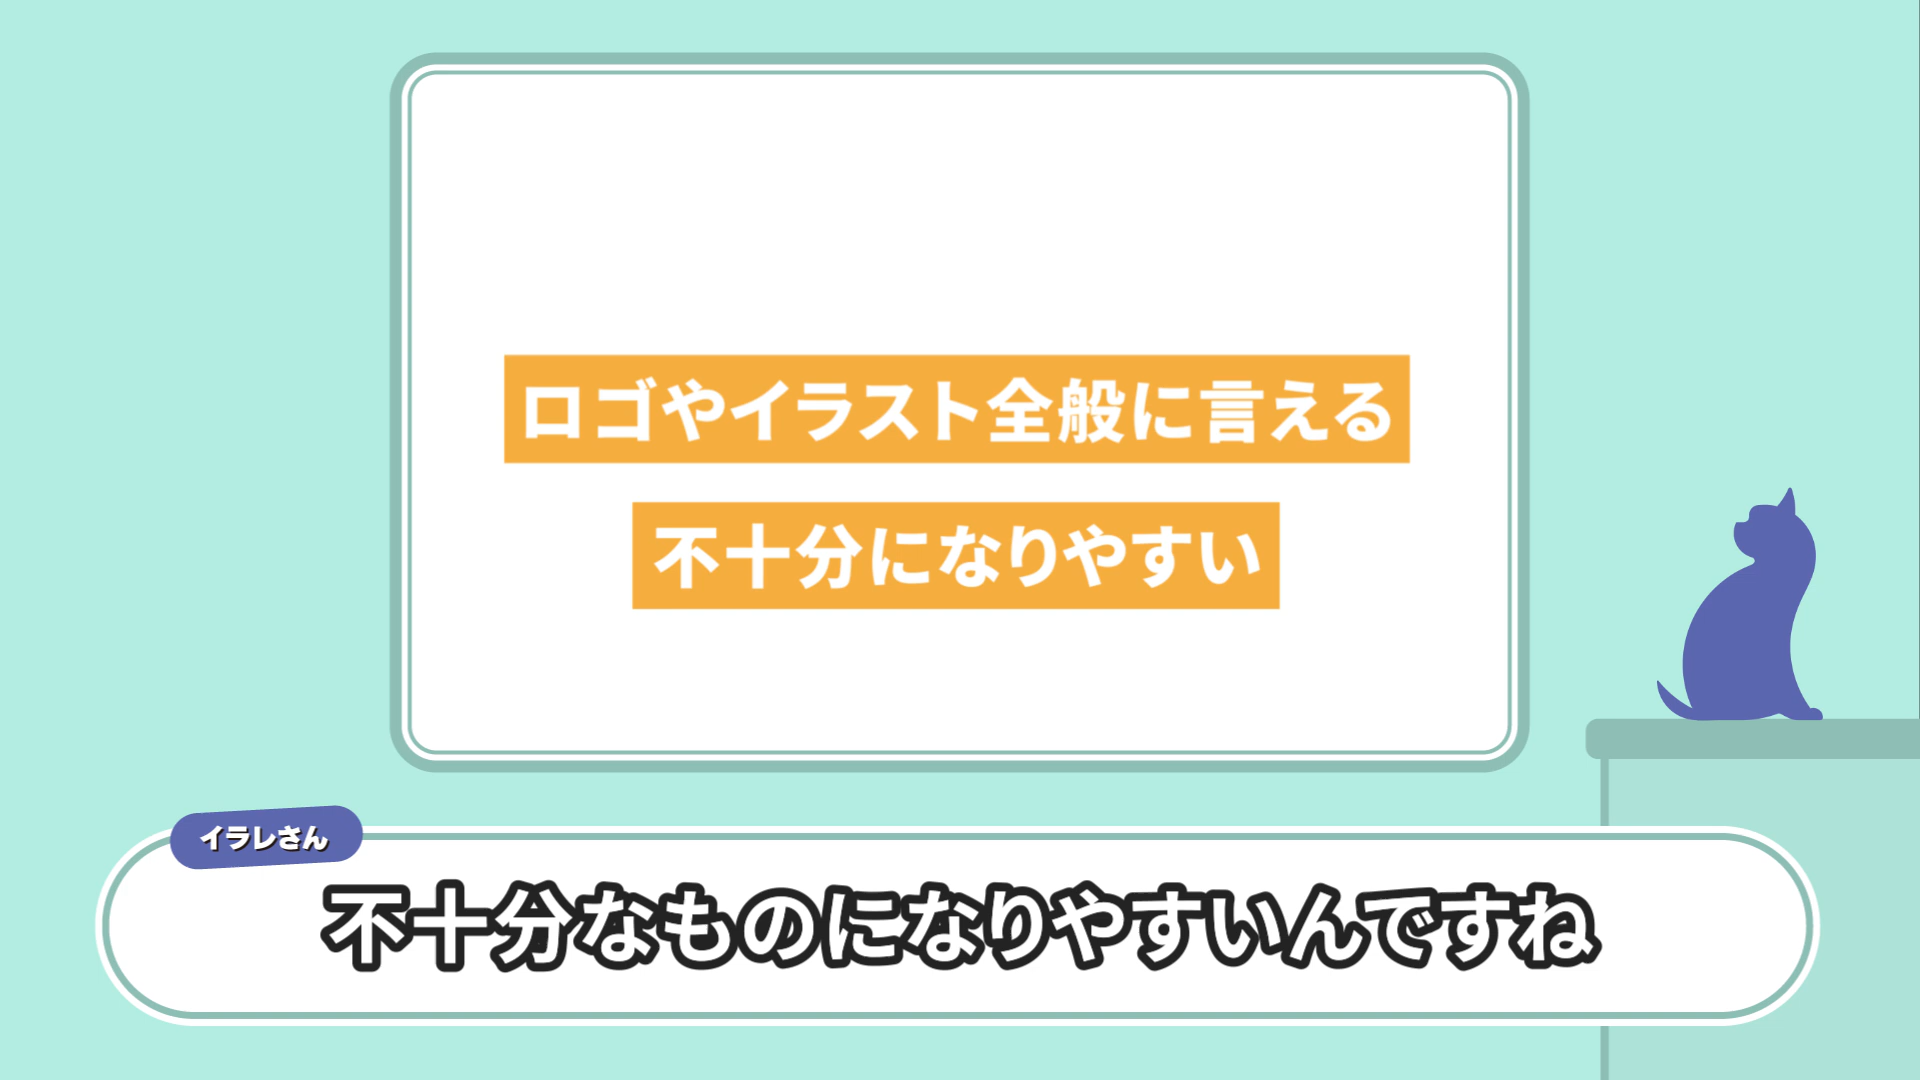 ロゴやイラスト全般に言える
不十分になりやすい
イラレさん
不十分なものになりやすいんですね